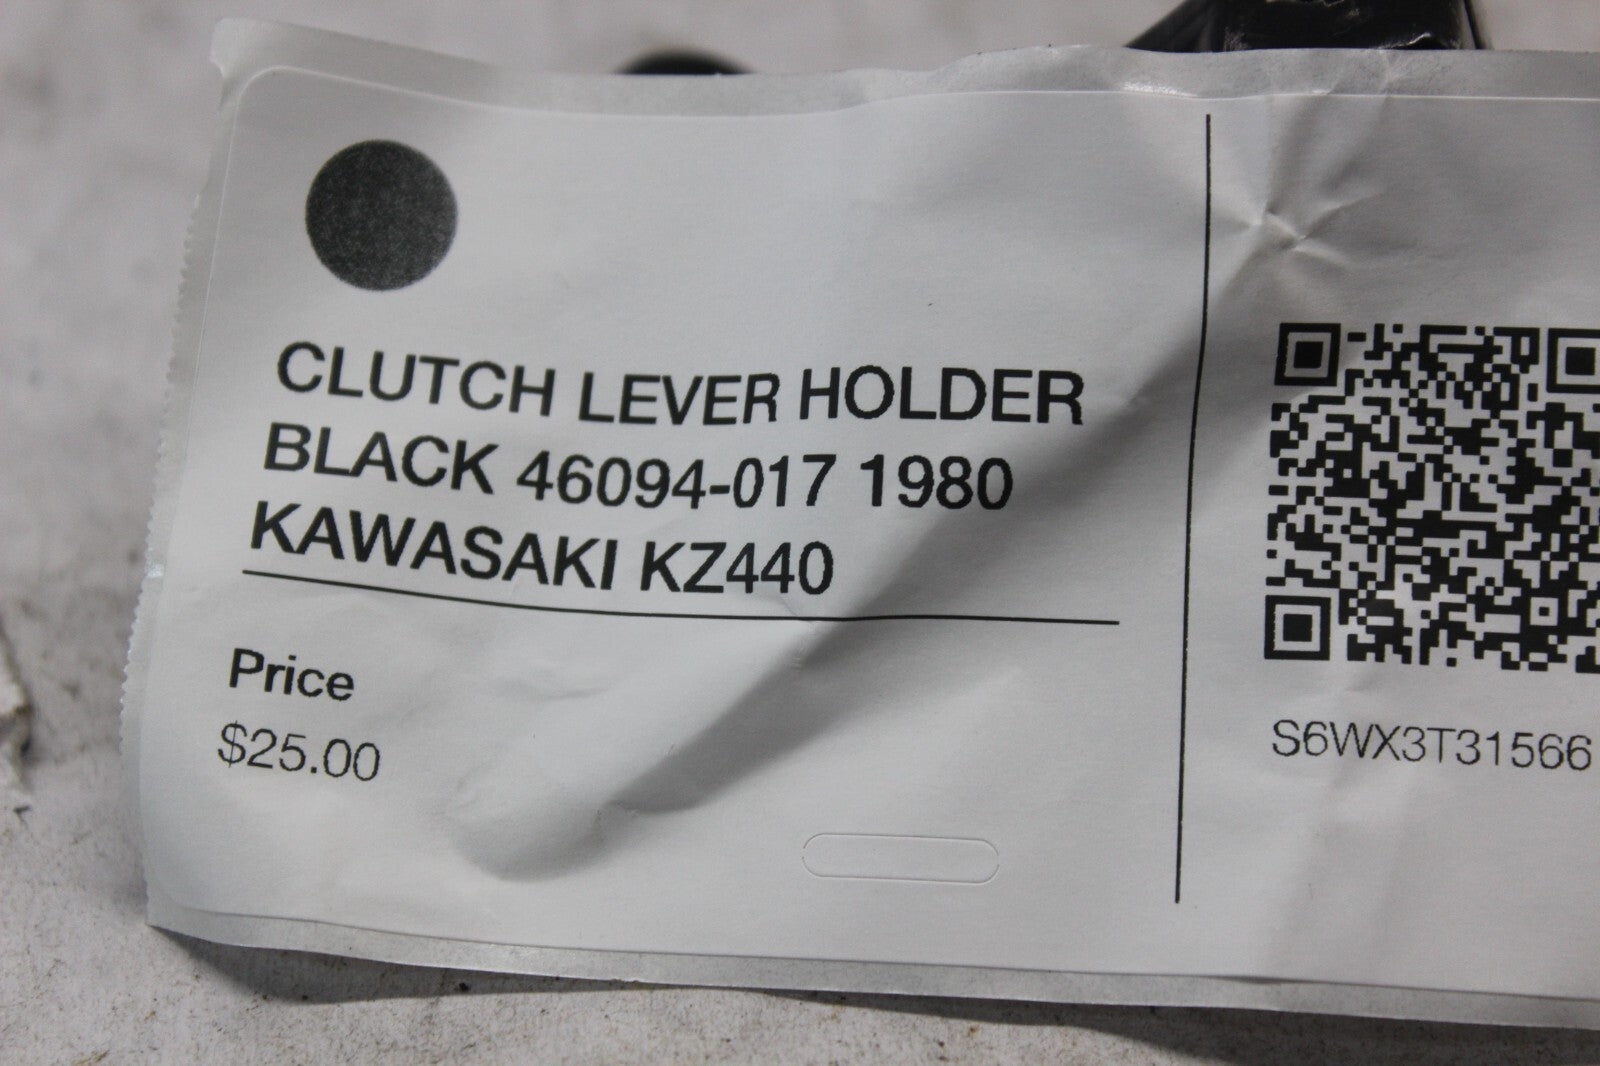 CLUTCH LEVER HOLDER
BLACK 46094-017 1980
KAWASAKI KZ440
Price
$25.00
S6WX3T31566